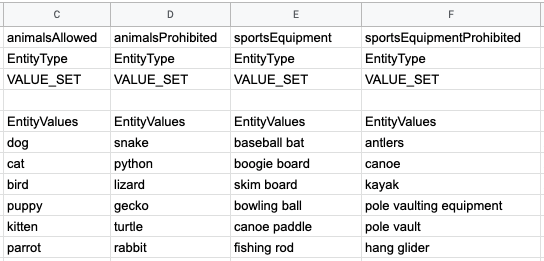 C D E F
animalsAllowed animalsProhibited sportsEquipment sportsEquipmentProhibited
EntityType EntityType EntityType EntityType
VALUE_SET VALUE_SET VALUE_SET VALUE_SET
EntityValues EntityValues EntityValues EntityValues
dog snake baseball bat antlers
cat python boogie board canoe
bird lizard skim board kayak
puppy gecko bowling ball pole vaulting equipment
kitten turtle canoe paddle pole vault
parrot rabbit fishing rod hang glider